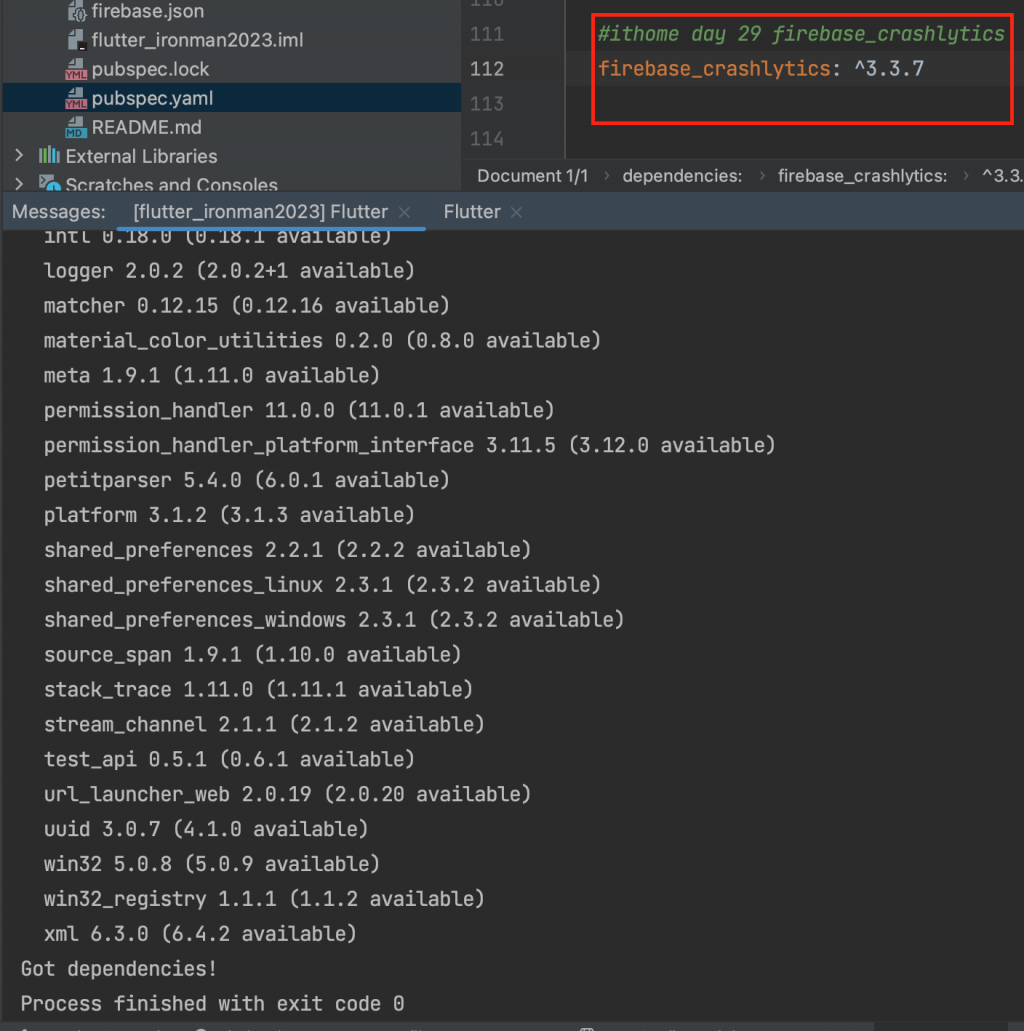 firebase.json
flutter_ironman2023.iml
pubspec.lock
pubspec.yaml
README.md
External Libraries
Scratches and Consoles
110
111 #ithome day 29 firebase_crashlytics
112 firebase_crashlytics: ^3.3.7
113
114
Document 1/1 › dependencies: › firebase_crashlytics: › ^3.3.
Messages: [flutter_ironman2023] Flutter × Flutter ×
intl 0.18.0 (0.18.1 available)
logger 2.0.2 (2.0.2+1 available)
matcher 0.12.15 (0.12.16 available)
material_color_utilities 0.2.0 (0.8.0 available)
meta 1.9.1 (1.11.0 available)
permission_handler 11.0.0 (11.0.1 available)
permission_handler_platform_interface 3.11.5 (3.12.0 available)
petitparser 5.4.0 (6.0.1 available)
platform 3.1.2 (3.1.3 available)
shared_preferences 2.2.1 (2.2.2 available)
shared_preferences_linux 2.3.1 (2.3.2 available)
shared_preferences_windows 2.3.1 (2.3.2 available)
source_span 1.9.1 (1.10.0 available)
stack_trace 1.11.0 (1.11.1 available)
stream_channel 2.1.1 (2.1.2 available)
test_api 0.5.1 (0.6.1 available)
url_launcher_web 2.0.19 (2.0.20 available)
uuid 3.0.7 (4.1.0 available)
win32 5.0.8 (5.0.9 available)
win32_registry 1.1.1 (1.1.2 available)
xml 6.3.0 (6.4.2 available)
Got dependencies!
Process finished with exit code 0